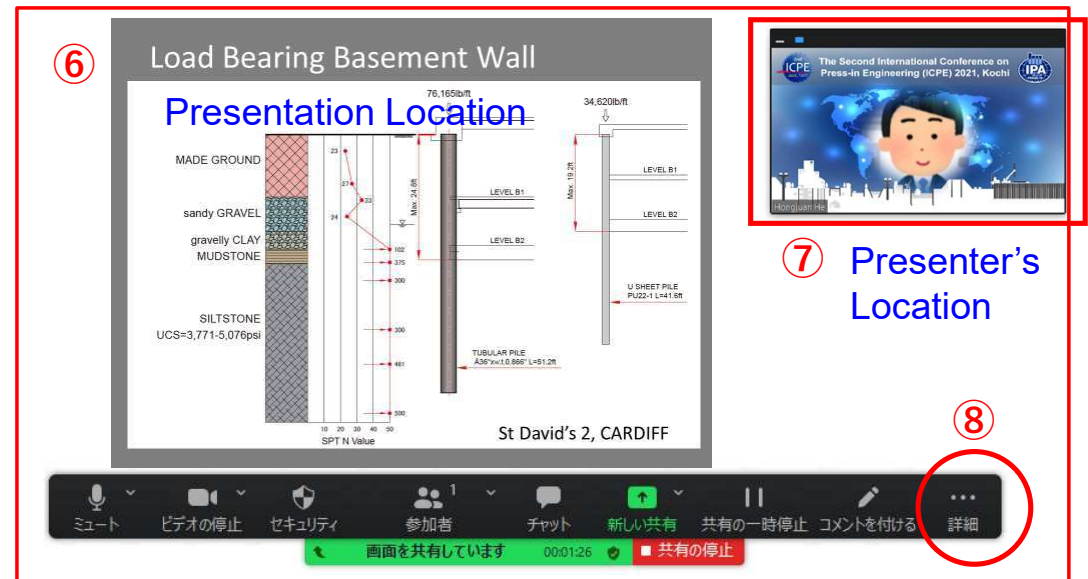 ⑥
Load Bearing Basement Wall
Presentation Location
76,165lb/ft
34,620lb/ft
MADE GROUND
sandy GRAVEL
gravelly CLAY
MUDSTONE
SILTSTONE
UCS=3,771-5,076psi
23
27
33
24
102
375
300
300
461
500
10 20 30 40 50
SPT N Value
Max. 24.6ft
LEVEL B1
LEVEL B2
TUBULAR PILE
Å36"xw.t.0.866" L=51.2ft
Max. 19.2ft
LEVEL B1
LEVEL B2
U SHEET PILE
PU22-1 L=41.6ft
St David's 2, CARDIFF
ICPE
The Second International Conference on
Press-in Engineering (ICPE) 2021, Kochi
IPA
Hongjuan He
⑦ Presenter's
Location
⑧
1
ミュート ビデオの停止 セキュリティ 参加者 チャット 新しい共有 共有の一時停止 コメントを付ける 詳細
画面を共有しています 00:01:26 共有の停止